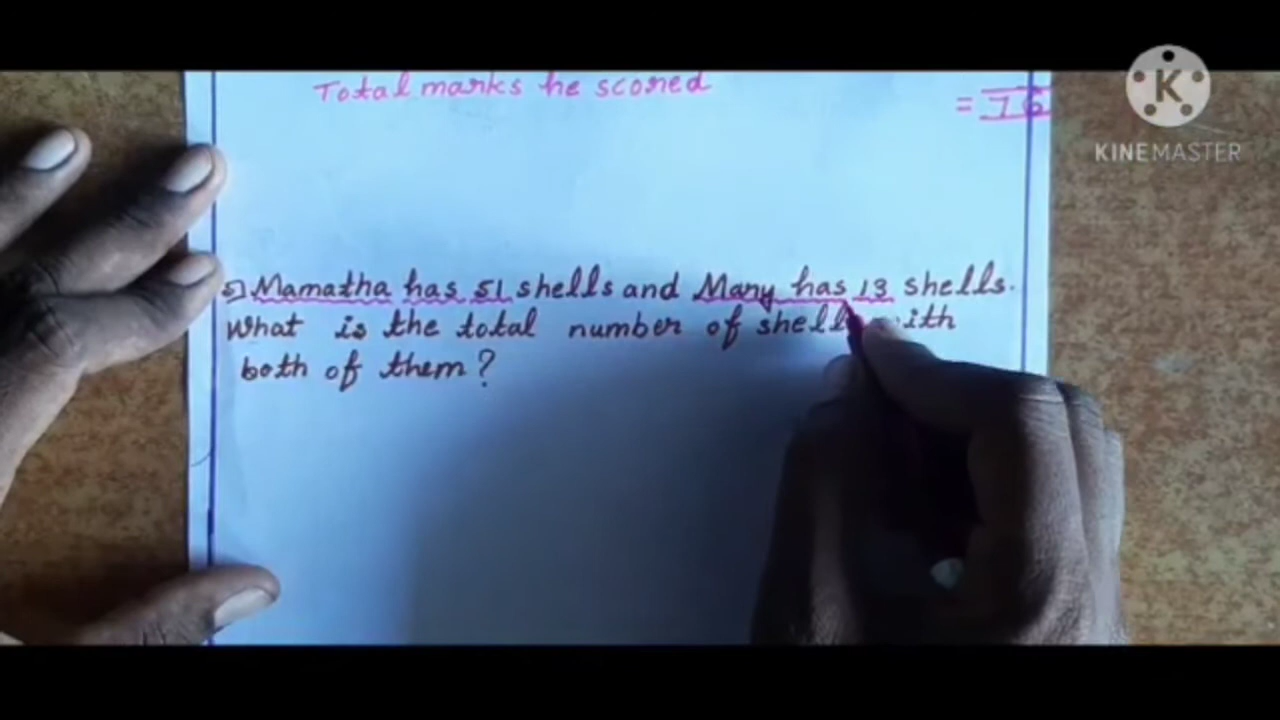 Total marks he scored
= 76
KINEMASTER
5] Mamatha has 51 shells and Mary has 13 shells.
What is the total number of shells with
both of them?